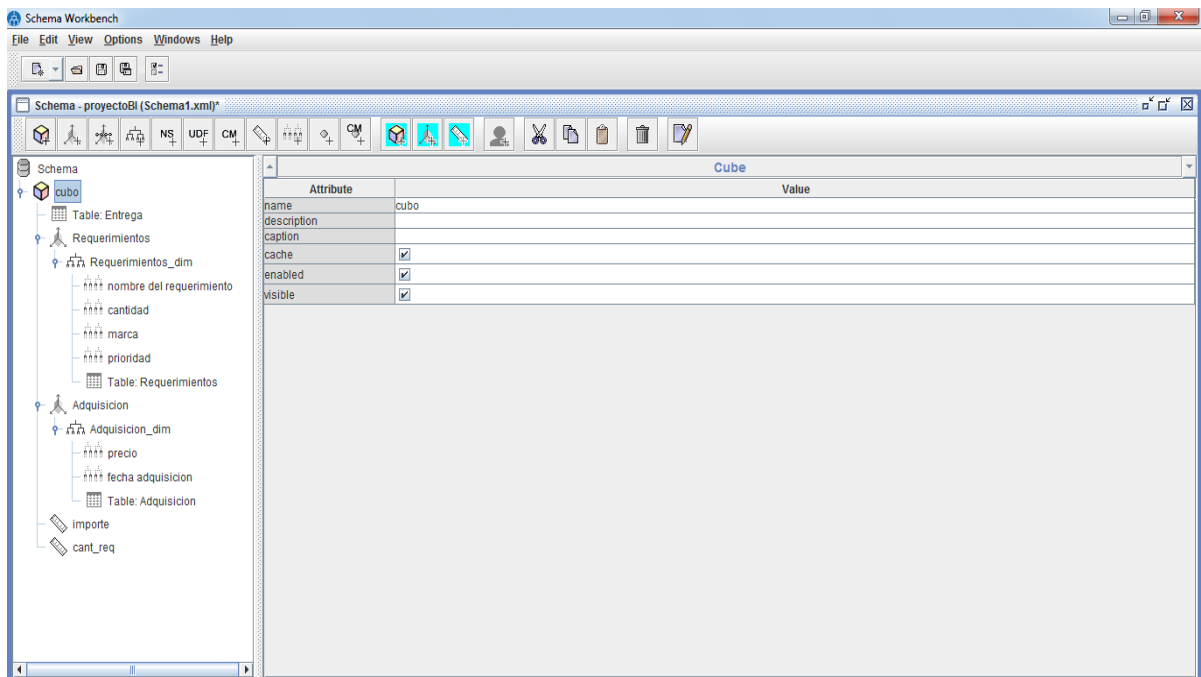 Schema Workbench
File Edit View Options Windows Help
Schema - proyectoBI (Schema1.xml)*
NS UDF CM CM
Schema
cubo
Table: Entrega
Requerimientos
Requerimientos_dim
nombre del requerimiento
cantidad
marca
prioridad
Table: Requerimientos
Adquisicion
Adquisicion_dim
precio
fecha adquisicion
Table: Adquisicion
importe
cant_req
Cube
Attribute Value
name cubo
description
caption
cache
enabled
visible